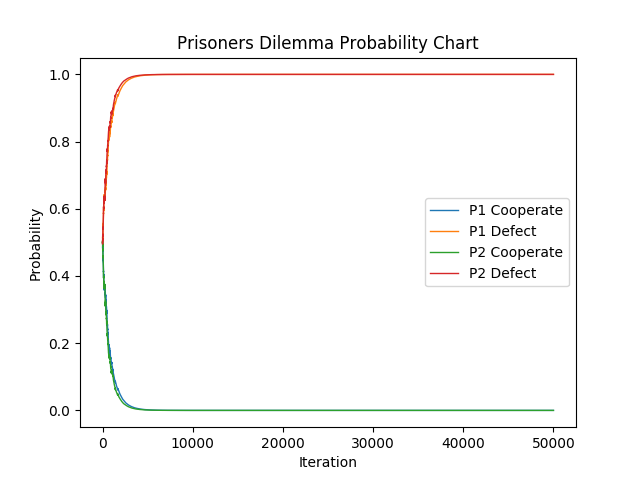 Prisoners Dilemma Probability Chart
1.0
0.8
0.6
0.4
0.2
0.0
Probability
P1 Cooperate
P1 Defect
P2 Cooperate
P2 Defect
0 10000 20000 30000 40000 50000
Iteration